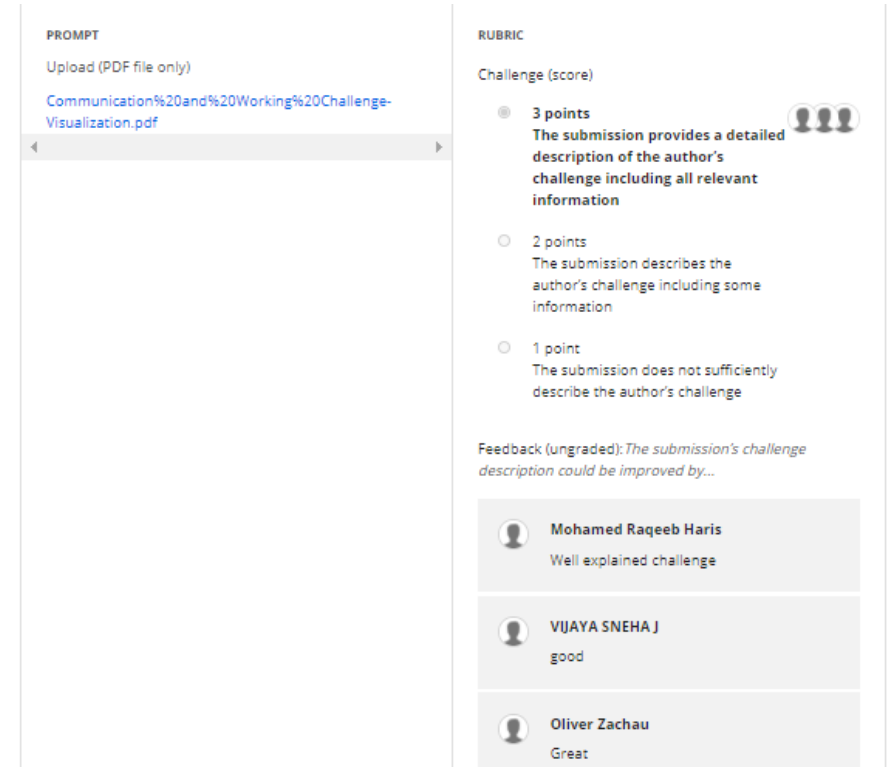 PROMPT
Upload (PDF file only)
Communication%20and%20Working%20Challenge-
Visualization.pdf
RUBRIC
Challenge (score)
3 points
The submission provides a detailed
description of the author's
challenge including all relevant
information
2 points
The submission describes the
author's challenge including some
information
1 point
The submission does not sufficiently
describe the author's challenge
Feedback (ungraded): The submission's challenge
description could be improved by...
Mohamed Raqeeb Haris
Well explained challenge
VIJAYA SNEHA J
good
Oliver Zachau
Great